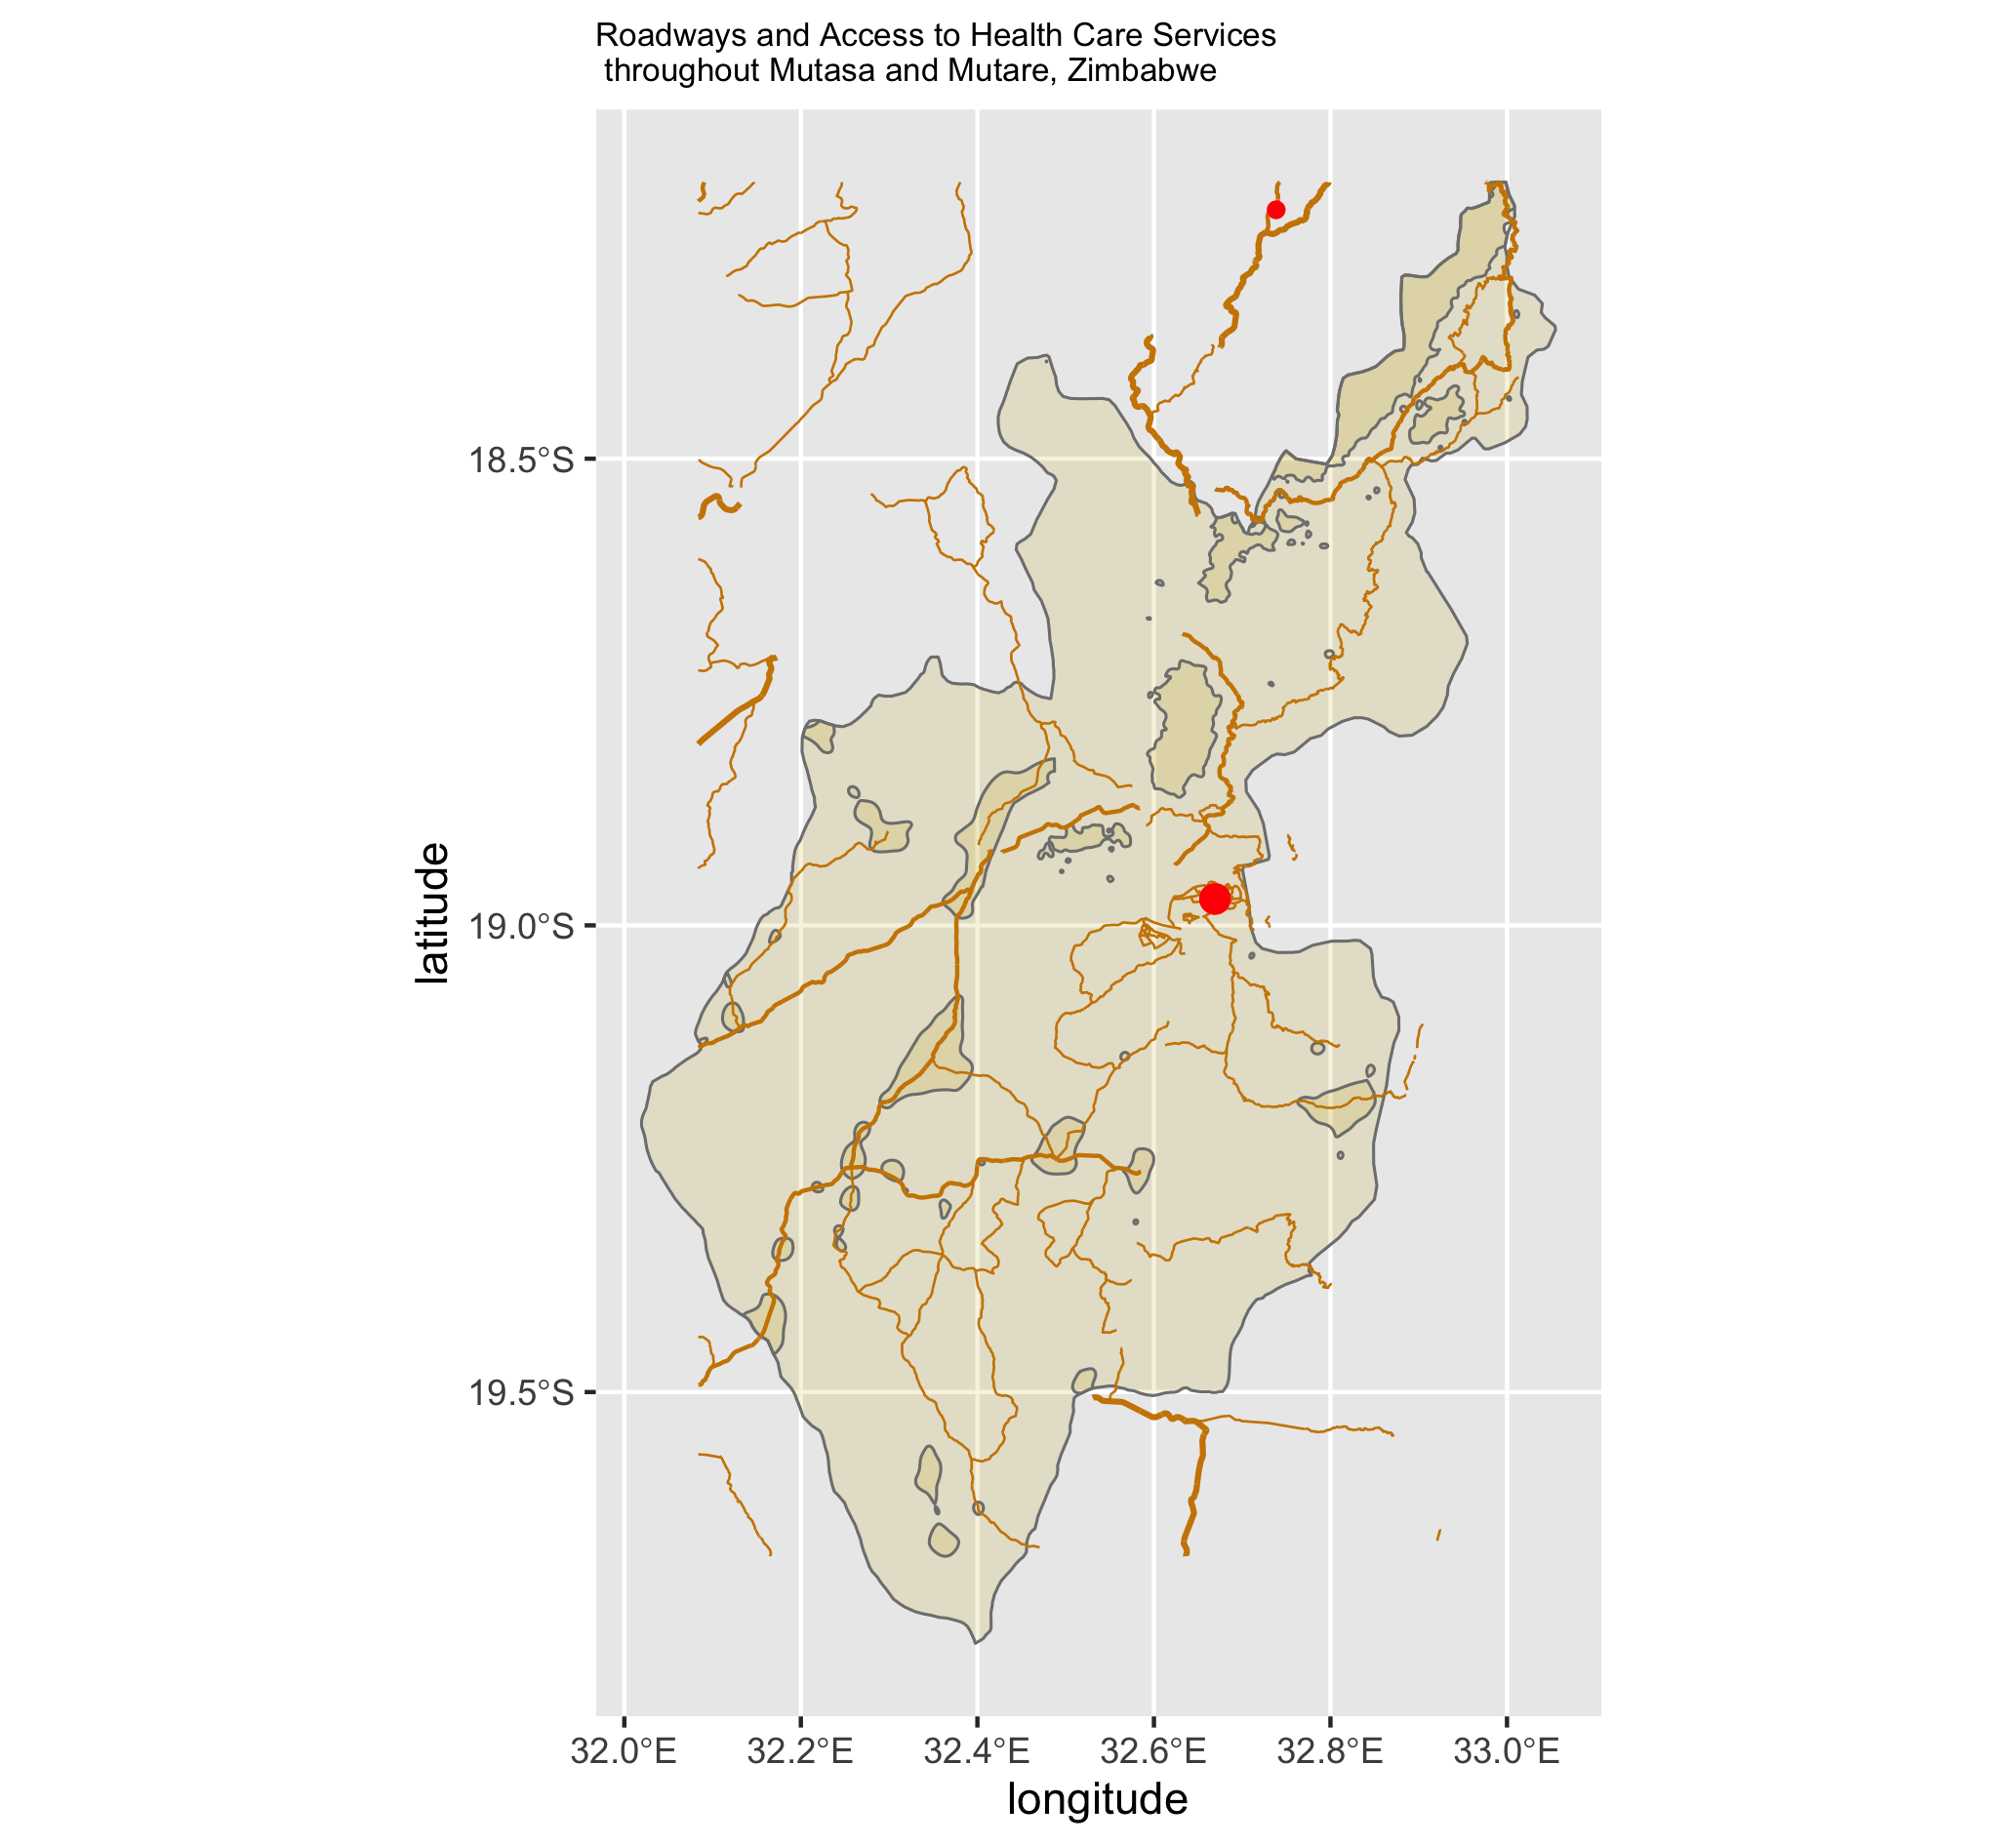 Roadways and Access to Health Care Services
throughout Mutasa and Mutare, Zimbabwe
latitude
18.5°S
19.0°S
19.5°S
32.0°E 32.2°E 32.4°E 32.6°E 32.8°E 33.0°E
longitude